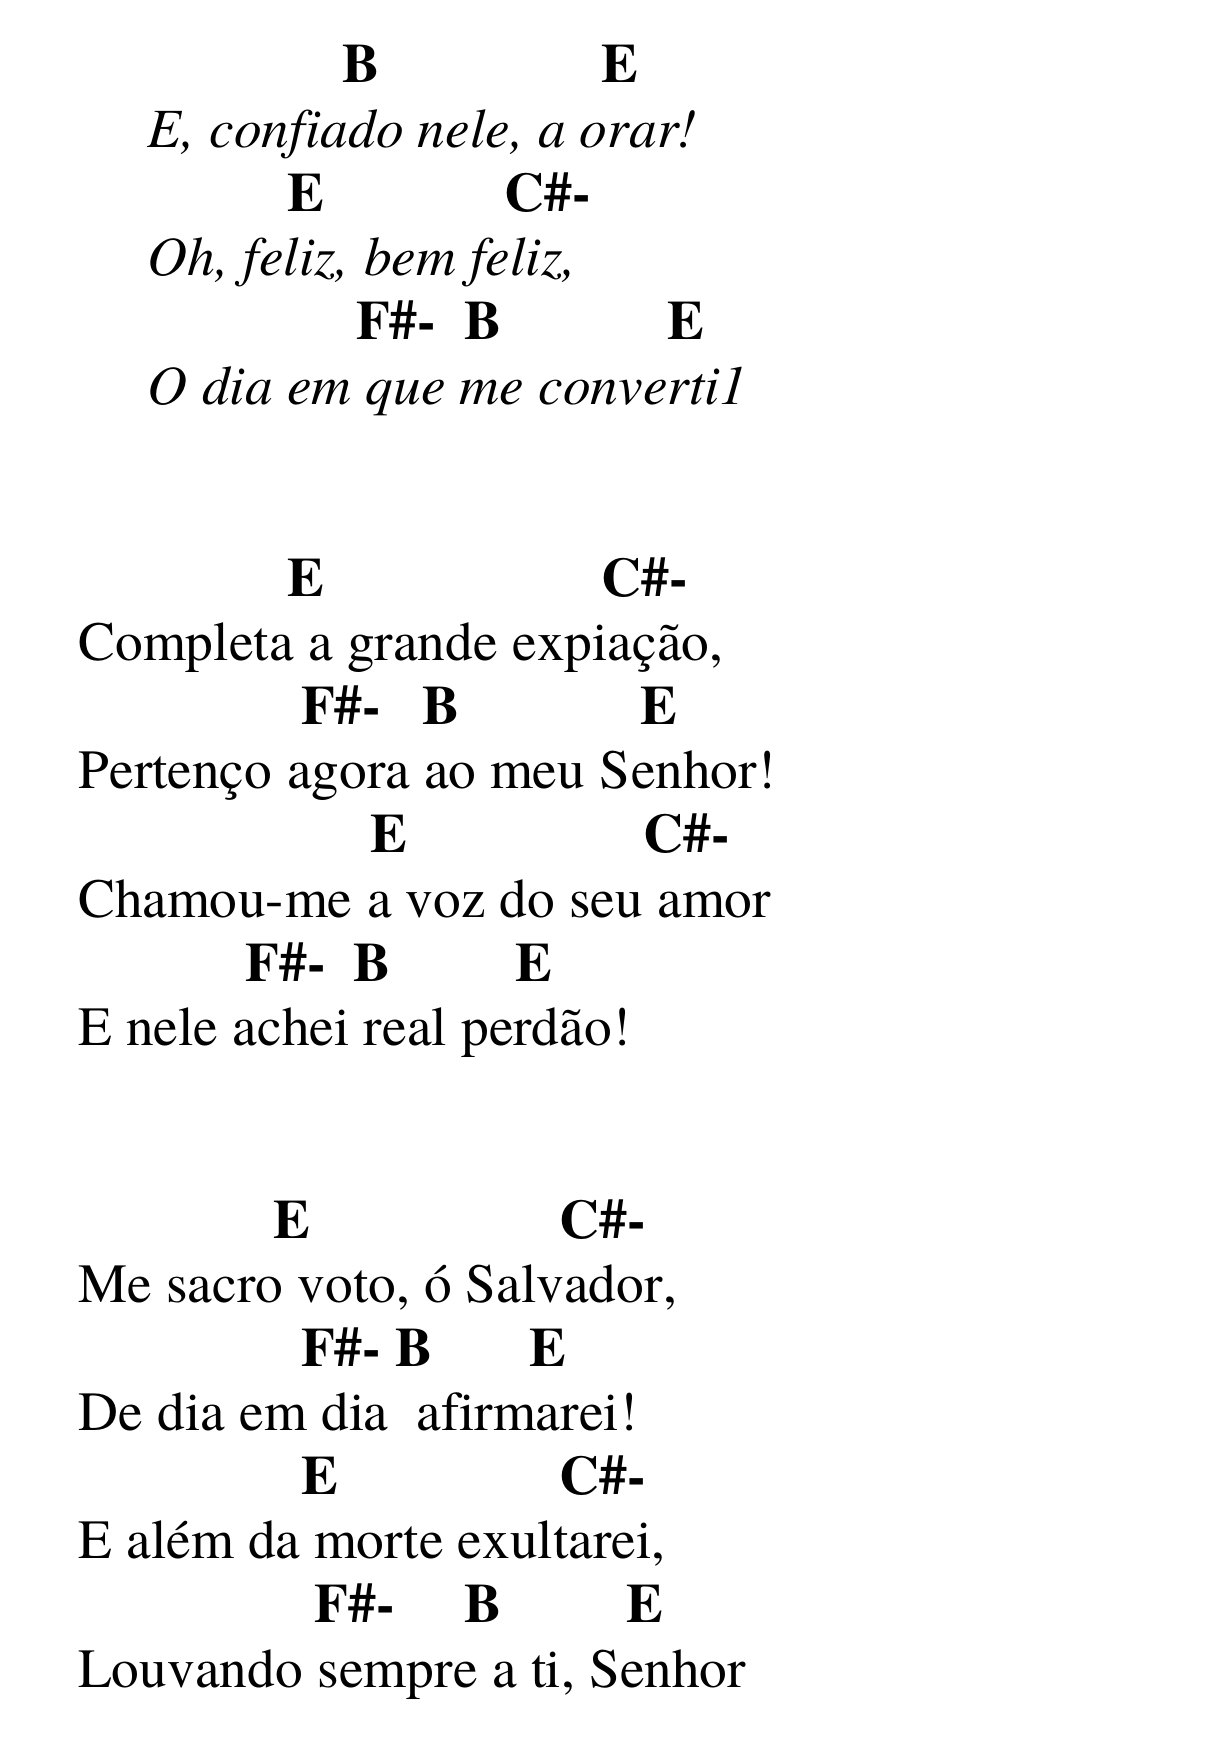 B E
E, confiado nele, a orar!
E C#-
Oh, feliz, bem feliz,
F#- B E
O dia em que me converti1
E C#-
Completa a grande expiação,
F#- B E
Pertenço agora ao meu Senhor!
E C#-
Chamou-me a voz do seu amor
F#- B E
E nele achei real perdão!
E C#-
Me sacro voto, ó Salvador,
F#- B E
De dia em dia  afirmarei!
E C#-
E além da morte exultarei,
F#- B E
Louvando sempre a ti, Senhor